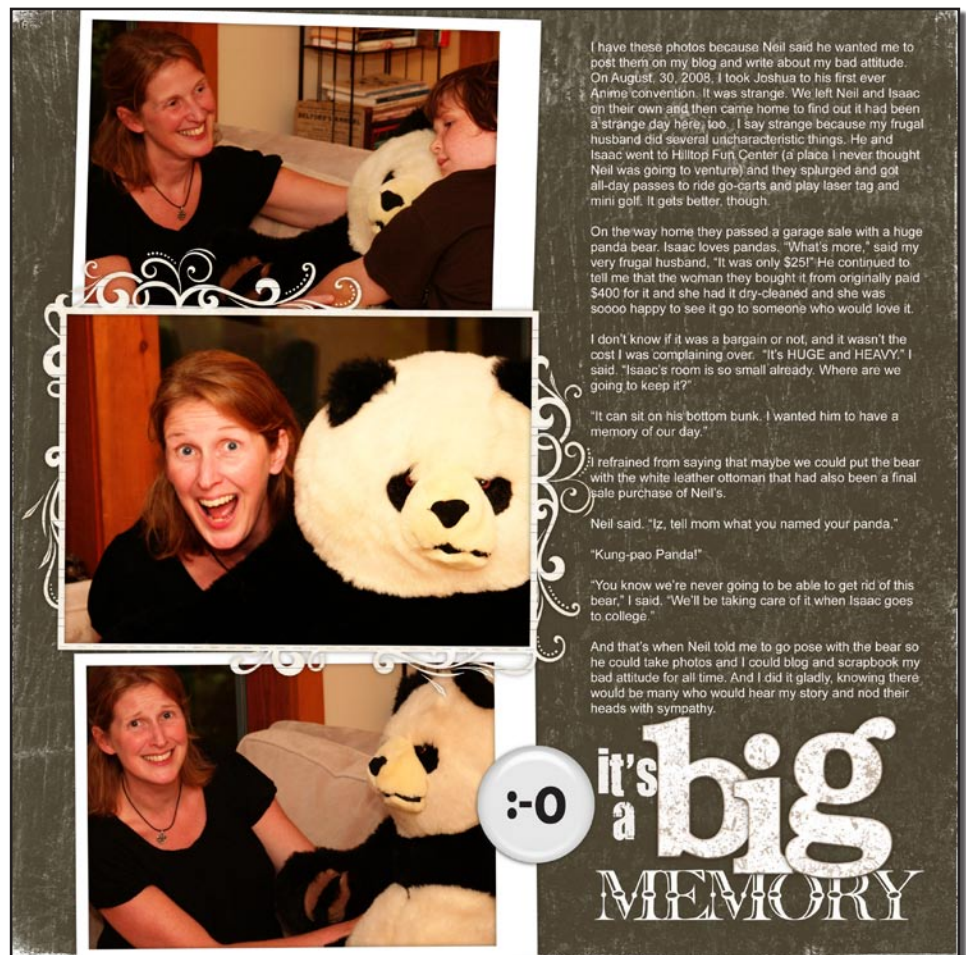 I have these photos because Neil said he wanted me to
post them on my blog and write about my bad attitude.
On August, 30, 2008, I took Joshua to his first ever
Anime convention. It was strange. We left Neil and Isaac
on their own and then came home to find out it had been
a strange day here, too. I say strange because my frugal
husband did several uncharacteristic things. He and
Isaac went to Hilltop Fun Center (a place I never thought
Neil was going to venture) and they splurged and got
all-day passes to ride go-carts and play laser tag and
mini golf. It gets better, though.
On the way home they passed a garage sale with a huge
panda bear. Isaac loves pandas. “What’s more,” said my
very frugal husband, “It was only $25!” He continued to
tell me that the woman they bought it from originally paid
$400 for it and she had it dry-cleaned and she was
soooo happy to see it go to someone who would love it.
I don’t know if it was a bargain or not, and it wasn’t the
cost I was complaining over. “It’s HUGE and HEAVY.” I
said. “Isaac’s room is so small already. Where are we
going to keep it?”
“It can sit on his bottom bunk. I wanted him to have a
memory of our day.”
I refrained from saying that maybe we could put the bear
with the white leather ottoman that had also been a final
sale purchase of Neil’s.
Neil said. “Iz, tell mom what you named your panda.”
“Kung-pao Panda!”
“You know we’re never going to be able to get rid of this
bear,” I said. “We’ll be taking care of it when Isaac goes
to college.”
And that’s when Neil told me to go pose with the bear so
he could take photos and I could blog and scrapbook my
bad attitude for all time. And I did it gladly, knowing there
would be many who would hear my story and nod their
heads with sympathy.
:-o
it’s
a
big
MEMORY